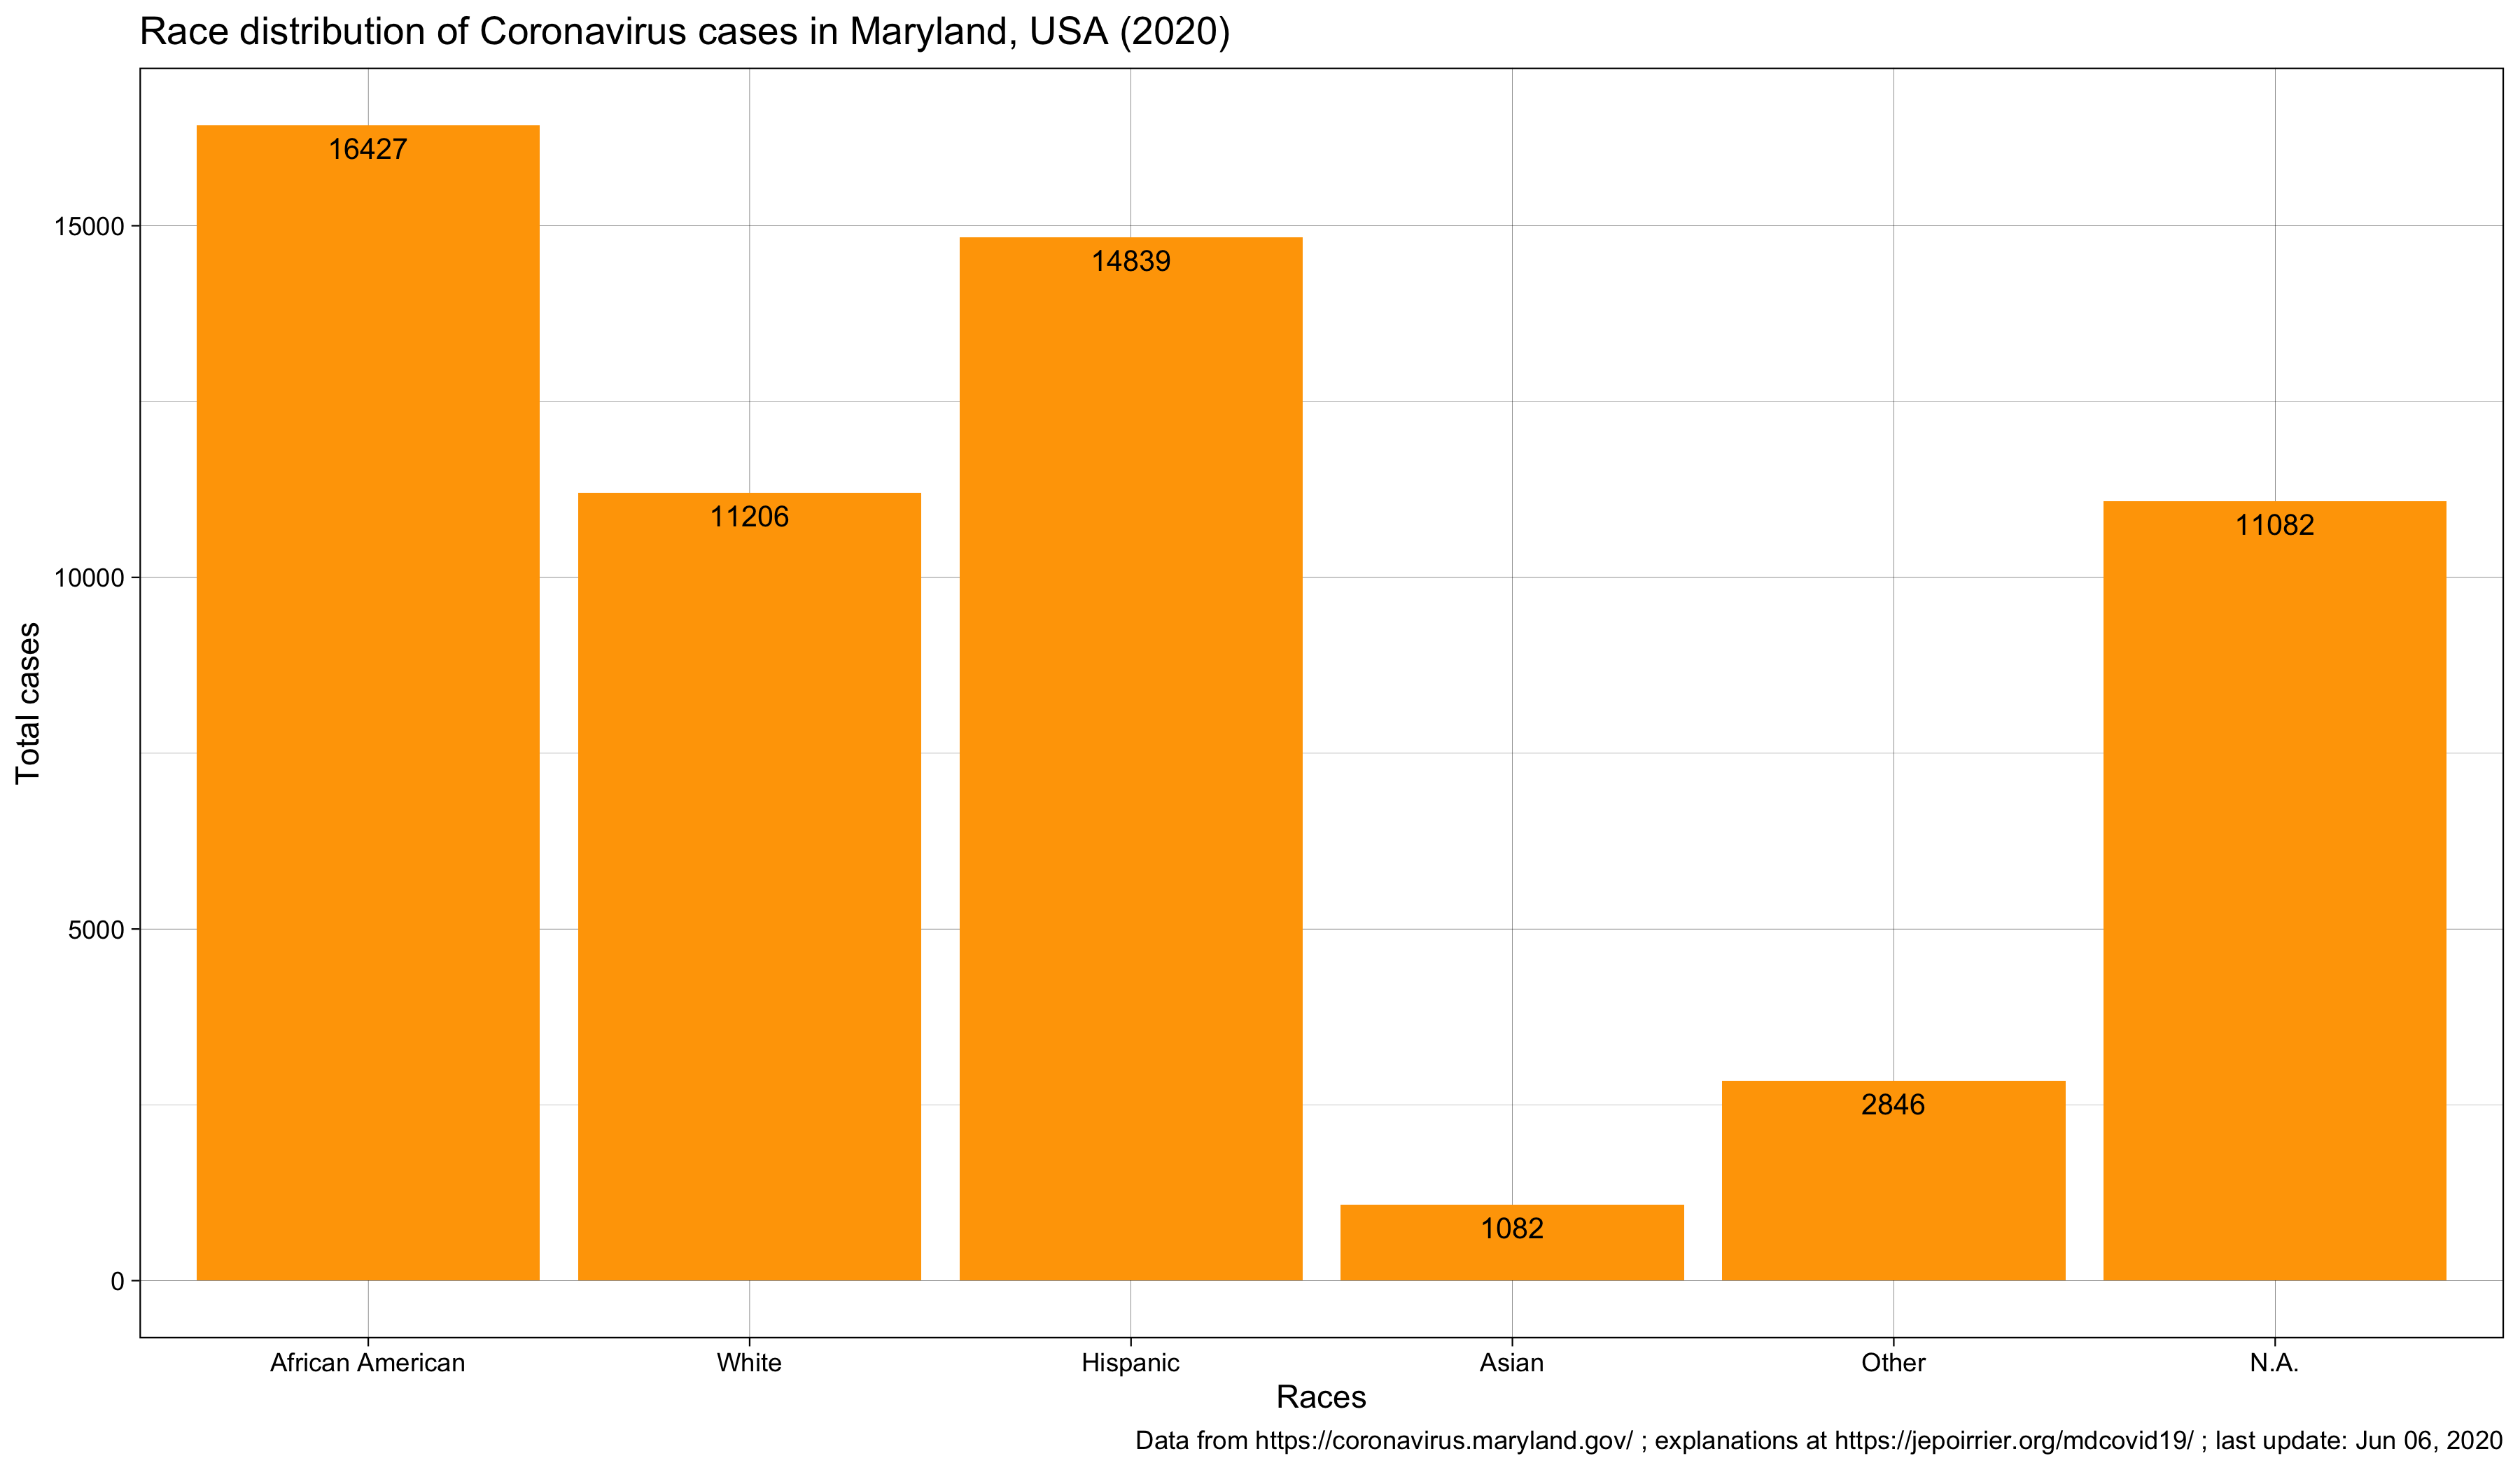 Race distribution of Coronavirus cases in Maryland, USA (2020)
16427
15000
14839
11206
11082
10000
Total cases
5000
2846
1082
0
African American White Hispanic Asian Other N.A.
Races
Data from https://coronavirus.maryland.gov/ ; explanations at https://jepoirrier.org/mdcovid19/ ; last update: Jun 06, 2020